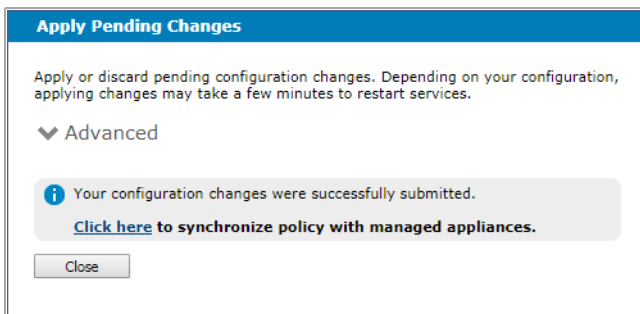 Apply Pending Changes
Apply or discard pending configuration changes. Depending on your configuration,
applying changes may take a few minutes to restart services.
Advanced
Your configuration changes were successfully submitted.
Click here to synchronize policy with managed appliances.
Close